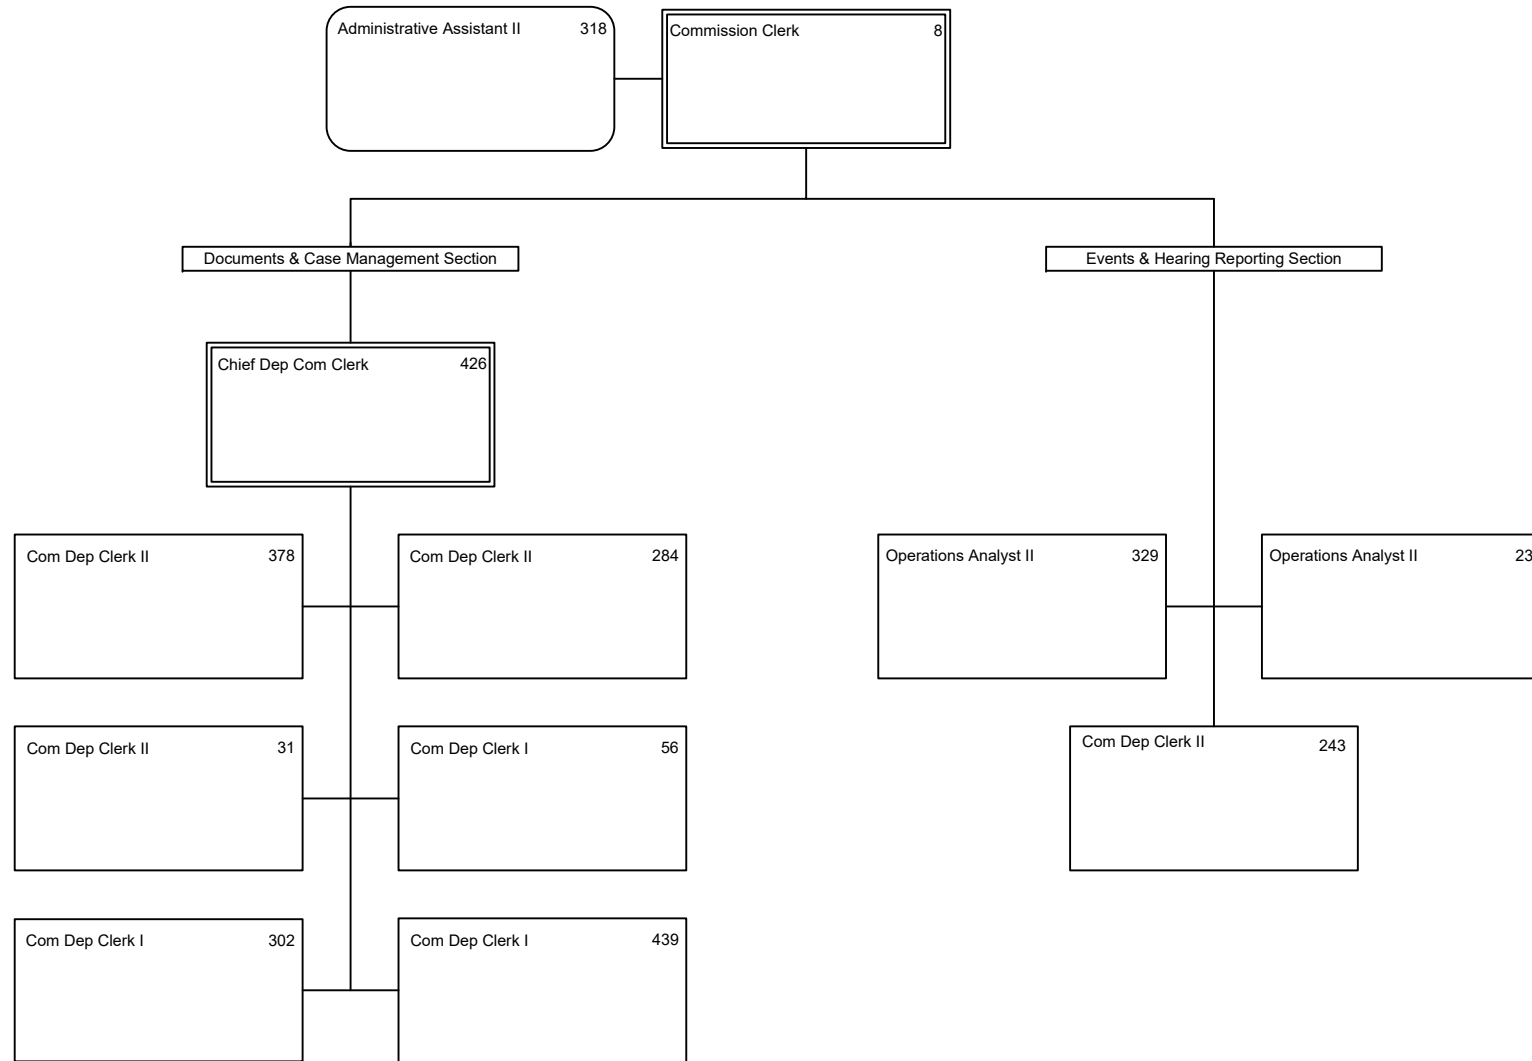 Administrative Assistant II 318
Commission Clerk 8
Documents & Case Management Section
Events & Hearing Reporting Section
Chief Dep Com Clerk 426
Com Dep Clerk II 378
Com Dep Clerk II 284
Operations Analyst II 329
Operations Analyst II
Com Dep Clerk II 31
Com Dep Clerk I 56
Com Dep Clerk II 243
Com Dep Clerk I 302
Com Dep Clerk I 439